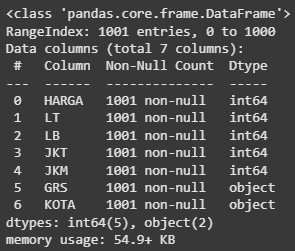 <class 'pandas.core.frame.DataFrame'>
RangeIndex: 1001 entries, 0 to 1000
Data columns (total 7 columns):
 #   Column  Non-Null Count  Dtype
---  ------  --------------  -----
 0   HARGA   1001 non-null   int64
 1   LT      1001 non-null   int64
 2   LB      1001 non-null   int64
 3   JKT     1001 non-null   int64
 4   JKM     1001 non-null   int64
 5   GRS     1001 non-null   object
 6   KOTA    1001 non-null   object
dtypes: int64(5), object(2)
memory usage: 54.9+ KB